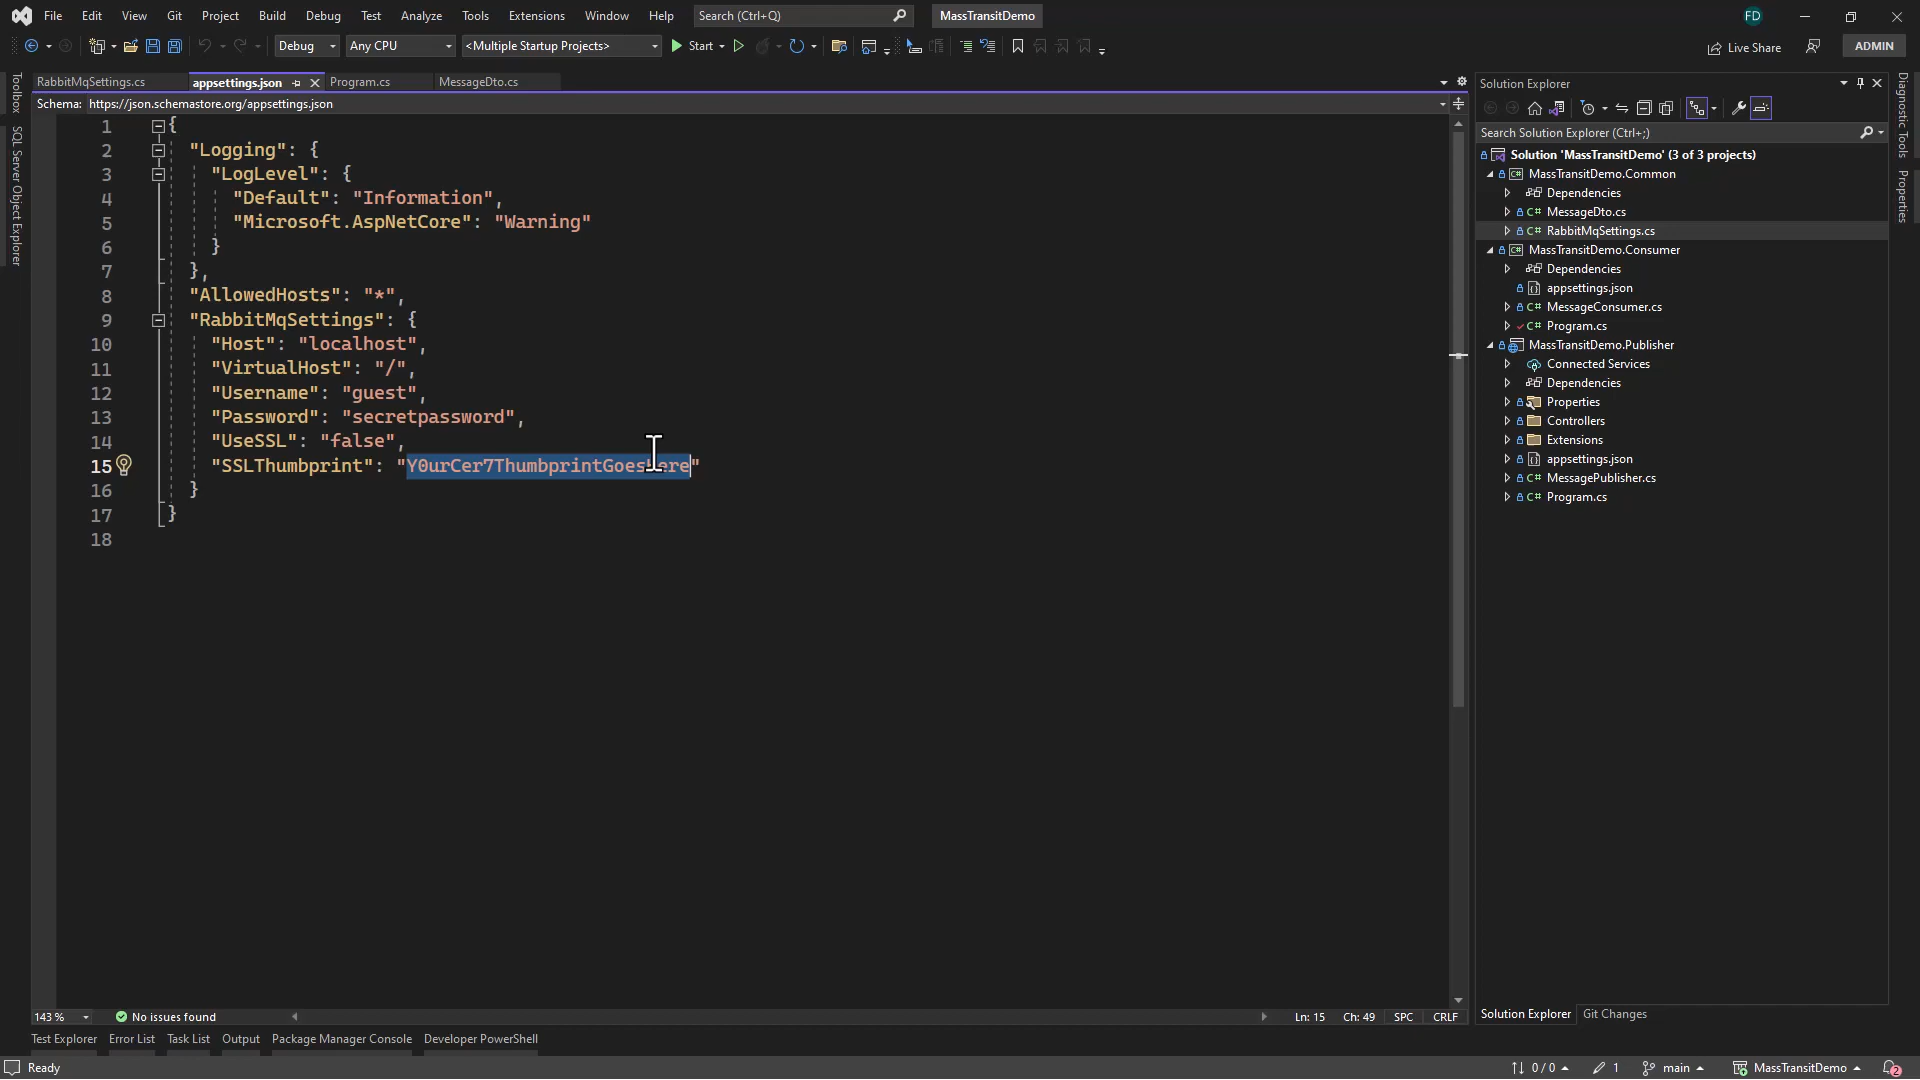 File Edit View Git Project Build Debug Test Analyze Tools Extensions Window Help Search (Ctrl+Q) MassTransitDemo FD
Debug Any CPU <Multiple Startup Projects> Start Live Share ADMIN
RabbitMqSettings.cs appsettings.json Program.cs MessageDto.cs
Schema: https://json.schemastore.org/appsettings.json
Toolbox
SQL Server Object Explorer
1 {
2 "Logging": {
3 "LogLevel": {
4 "Default": "Information",
5 "Microsoft.AspNetCore": "Warning"
6 }
7 },
8 "AllowedHosts": "*",
9 "RabbitMqSettings": {
10 "Host": "localhost",
11 "VirtualHost": "/",
12 "Username": "guest",
13 "Password": "secretpassword",
14 "UseSSL": "false",
15 "SSLThumbprint": "Y0urCer7ThumbprintGoesHere"
16 }
17 }
18
Solution Explorer
Search Solution Explorer (Ctrl+;)
Solution 'MassTransitDemo' (3 of 3 projects)
MassTransitDemo.Common
Dependencies
C# MessageDto.cs
C# RabbitMqSettings.cs
MassTransitDemo.Consumer
Dependencies
appsettings.json
C# MessageConsumer.cs
C# Program.cs
MassTransitDemo.Publisher
Connected Services
Dependencies
Properties
Controllers
Extensions
appsettings.json
C# MessagePublisher.cs
C# Program.cs
Diagnostic Tools
Properties
143 % No issues found Ln: 15 Ch: 49 SPC CRLF
Solution Explorer Git Changes
Test Explorer Error List Task List Output Package Manager Console Developer PowerShell
Ready 0 / 0 1 main MassTransitDemo 2